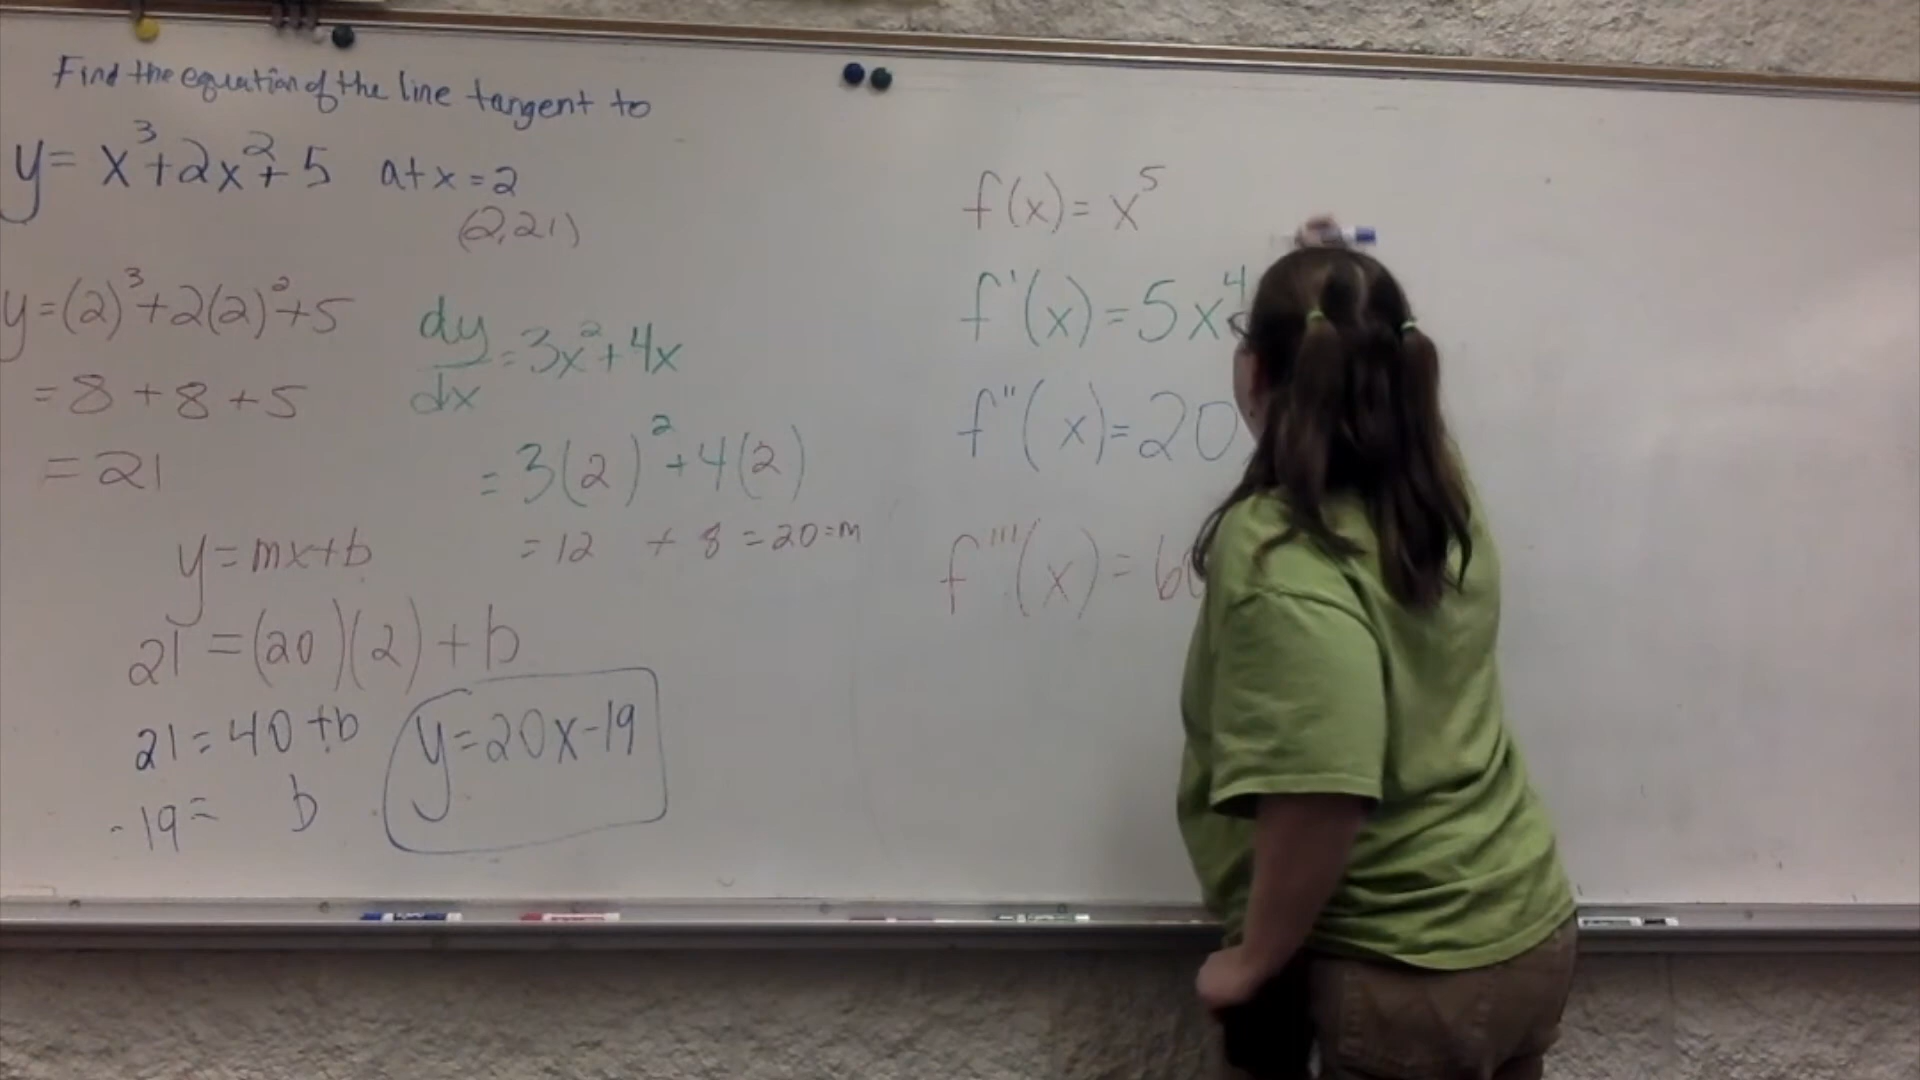 Find the equation of the line tangent to
y = x³ + 2x² + 5 at x = 2
(2, 21)
y = (2)³ + 2(2)² + 5
= 8 + 8 + 5
= 21
dy/dx = 3x² + 4x
= 3(2)² + 4(2)
= 12 + 8 = 20 = m
y = mx + b
21 = (20)(2) + b
21 = 40 + b
-19 = b
y = 20x - 19
f(x) = x⁵
f'(x) = 5x⁴
f''(x) = 20
f'''(x) = 6